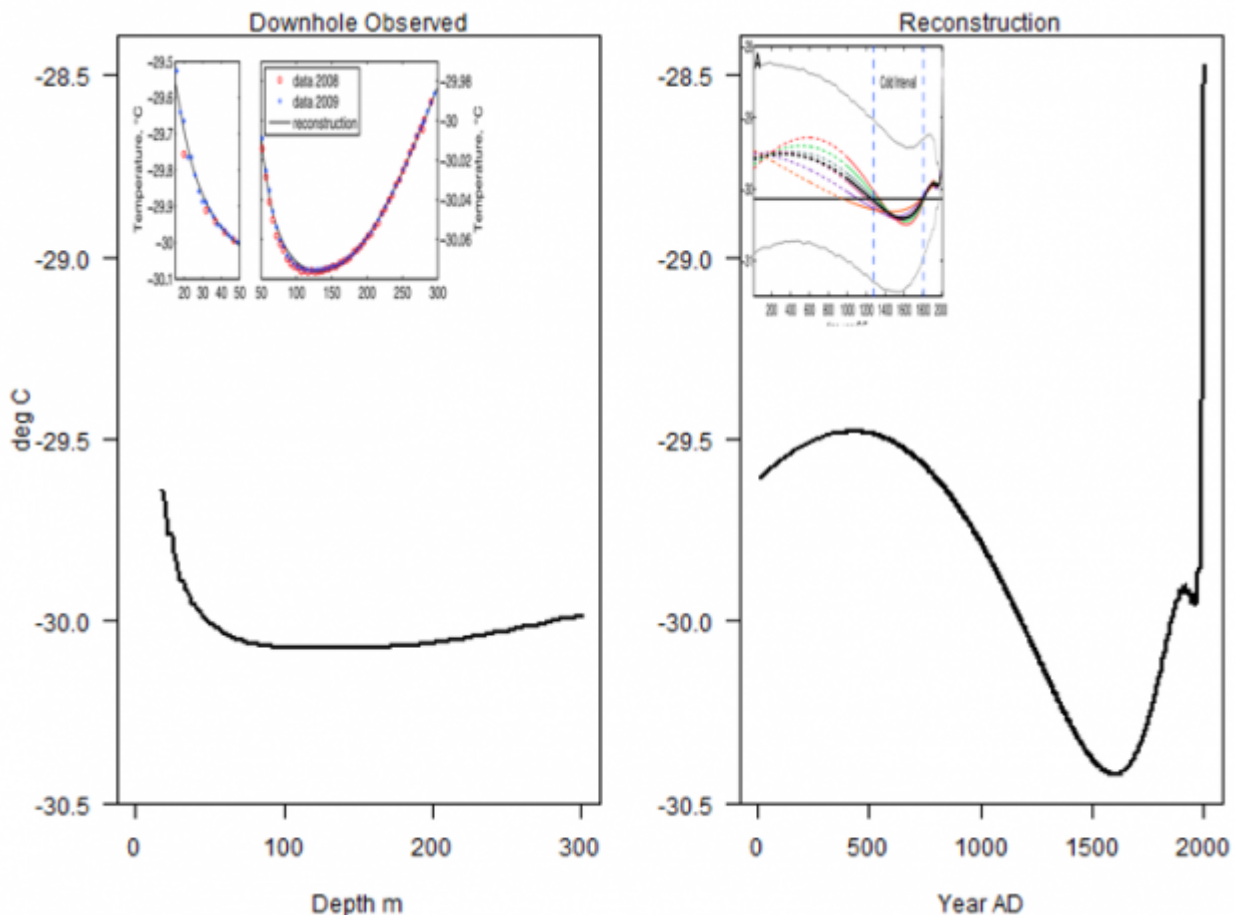 Downhole Observed
-28.5
-29.0
-29.5
-30.0
-30.5
deg C
0 100 200 300
Depth m
-29.5
-29.6
-29.7
-29.8
-29.9
-30
-30.1
Temperature, °C
20 30 40 50
data 2008
data 2009
reconstruction
50 100 150 200 250 300
-29.98
-30
-30.02
-30.04
-30.06
Temperature, °C
Reconstruction
-28.5
-29.0
-29.5
-30.0
-30.5
0 500 1000 1500 2000
Year AD
A
Cold Interval
200 400 600 800 1000 1200 1400 1600 1800 2000